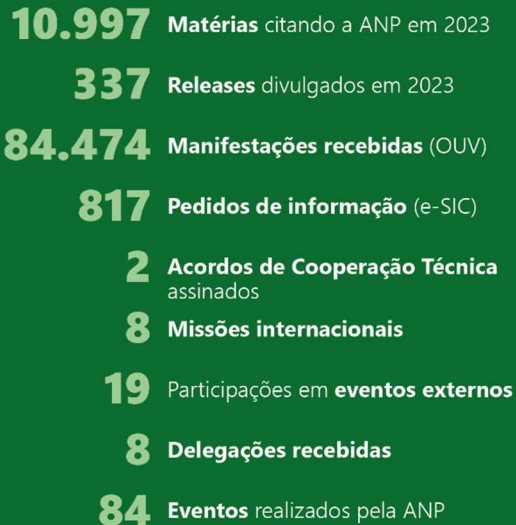 10.997 Matérias citando a ANP em 2023
337 Releases divulgados em 2023
84.474 Manifestações recebidas (OUV)
817 Pedidos de informação (e-SIC)
2 Acordos de Cooperação Técnica
assinados
8 Missões internacionais
19 Participações em eventos externos
8 Delegações recebidas
84 Eventos realizados pela ANP